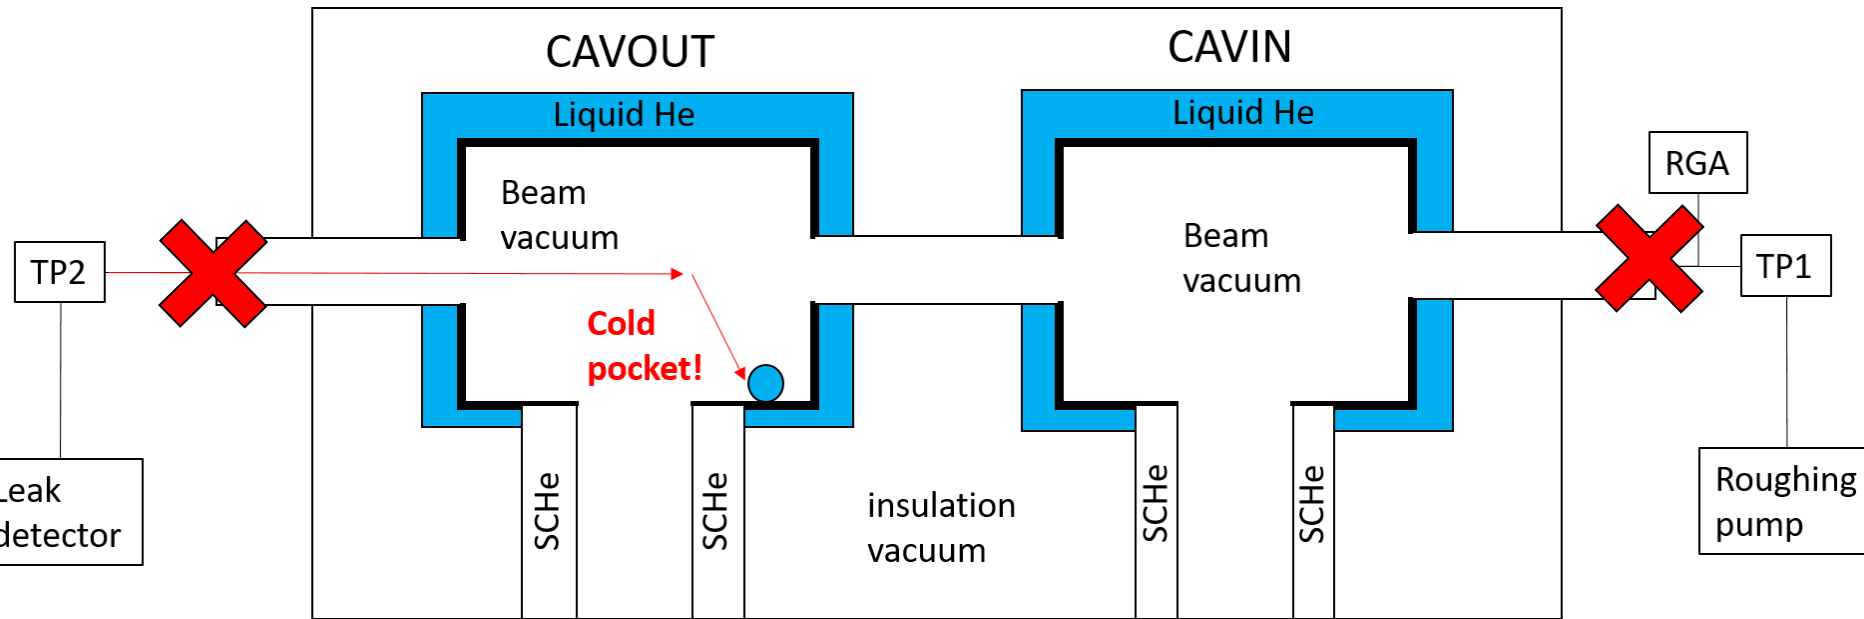 CAVOUT
CAVIN
Liquid He
Liquid He
RGA
Beam
vacuum
Beam
vacuum
TP2
TP1
Cold
pocket!
Leak
detector
SCHe
SCHe
insulation
vacuum
SCHe
SCHe
Roughing
pump